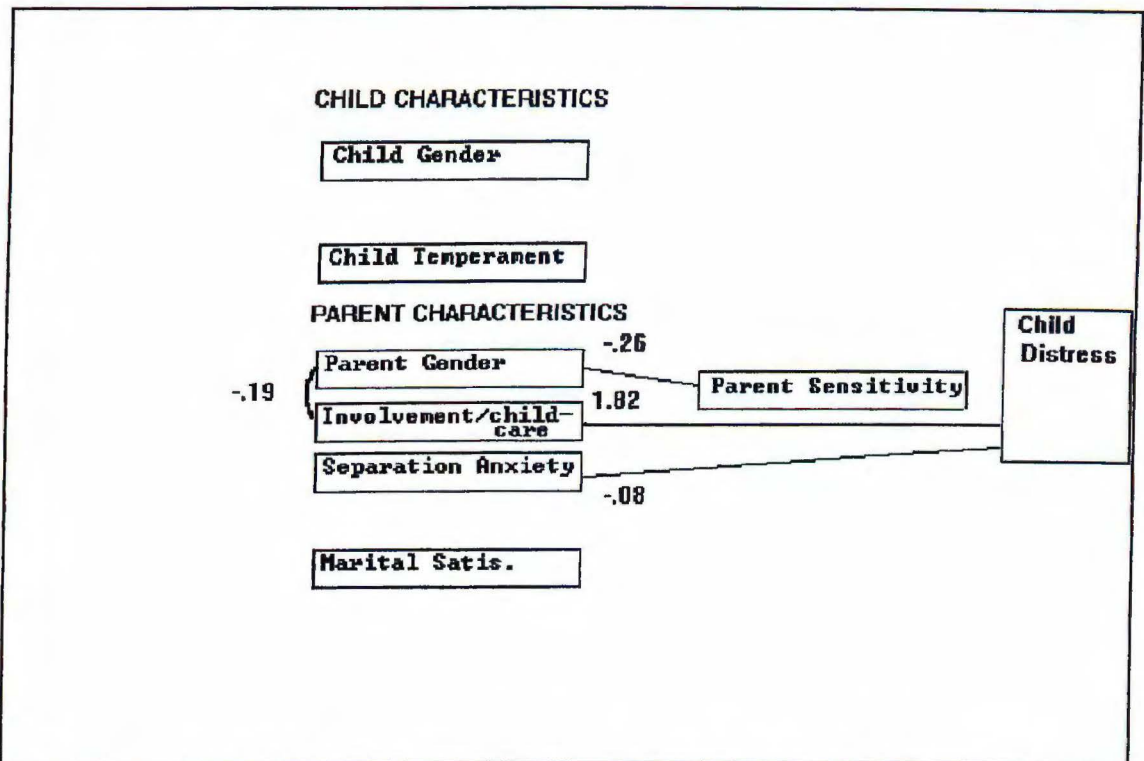 CHILD CHARACTERISTICS
Child Gender
Child Temperament
PARENT CHARACTERISTICS
Parent Gender
-.26
-.19
Involvement/child-
care
1.82
Separation Anxiety
-.08
Marital Satis.
Parent Sensitivity
Child
Distress